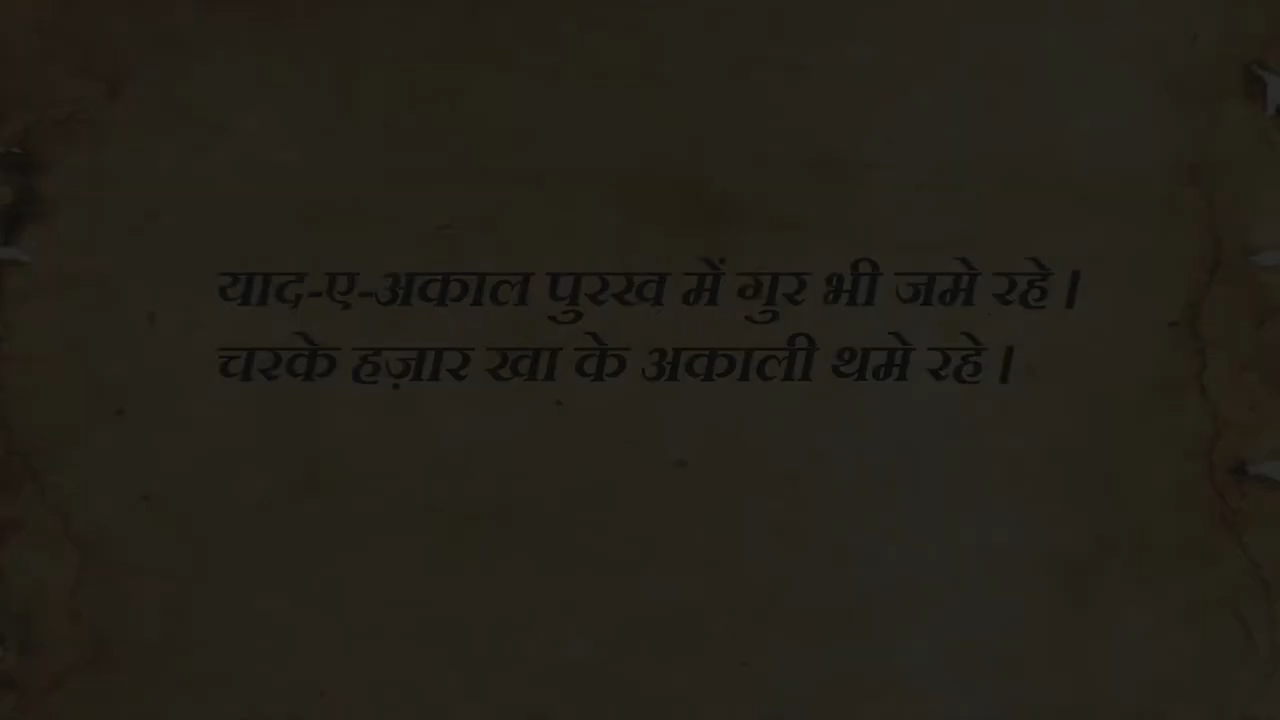 याद-ए-अकाल पुरख़ में गुर भी जमे रहे।
चरके हज़ार खा के अकाली थमे रहे।